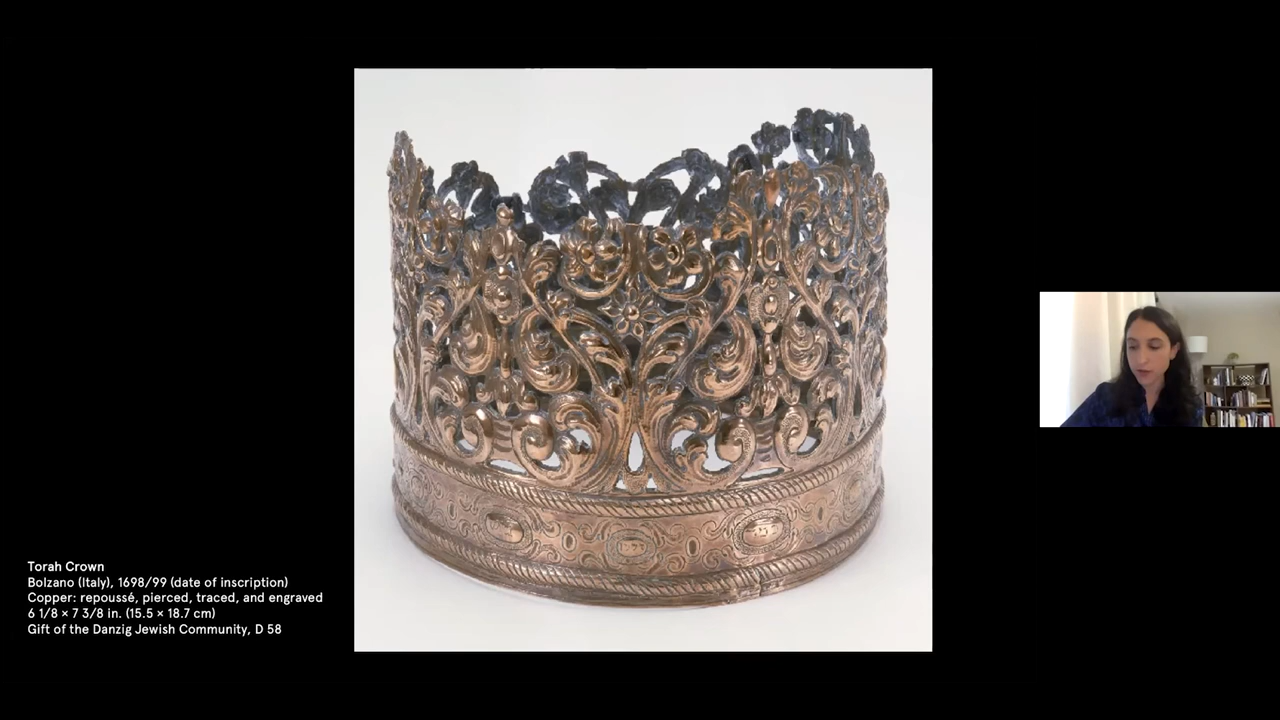 Torah Crown
Bolzano (Italy), 1698/99 (date of inscription)
Copper: repoussé, pierced, traced, and engraved
6 1/8 × 7 3/8 in. (15.5 × 18.7 cm)
Gift of the Danzig Jewish Community, D 58